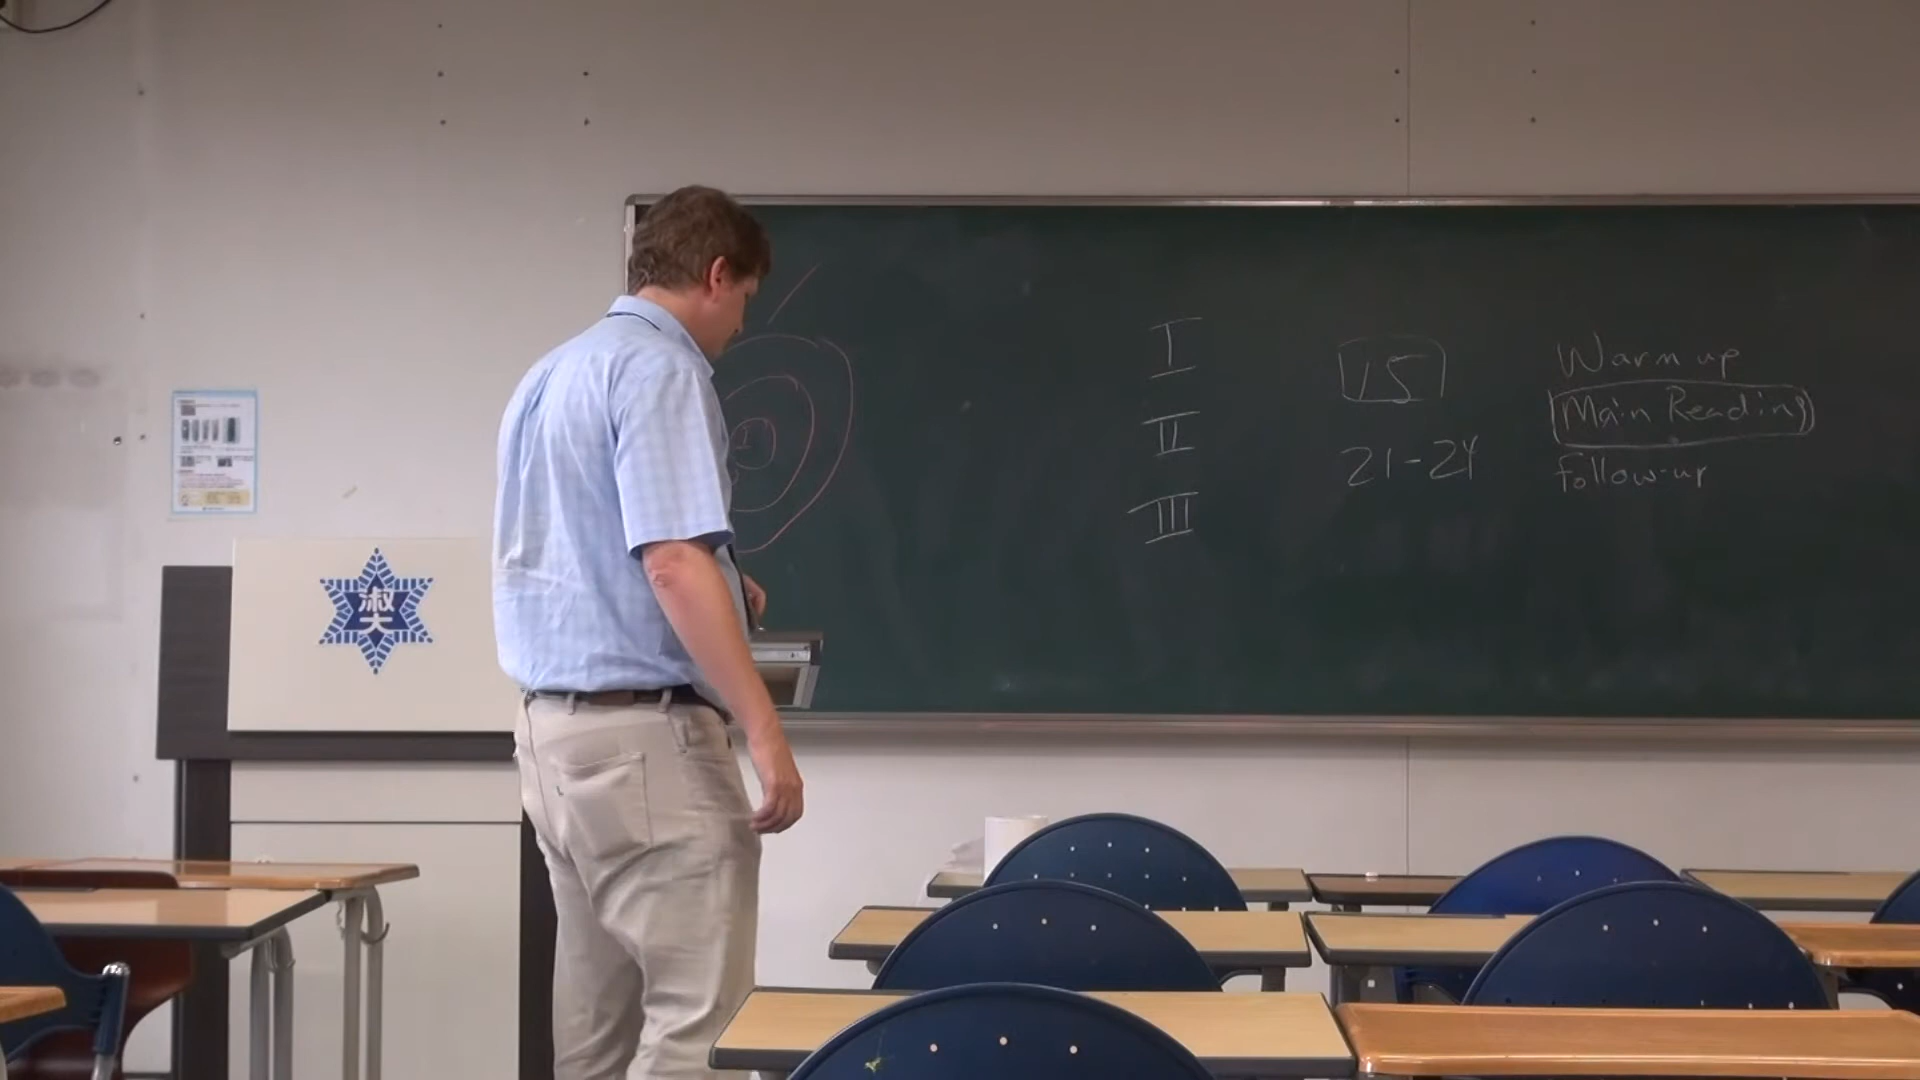 淑
大
I
I
II
III
15
21-24
Warm up
Main Reading
follow-up